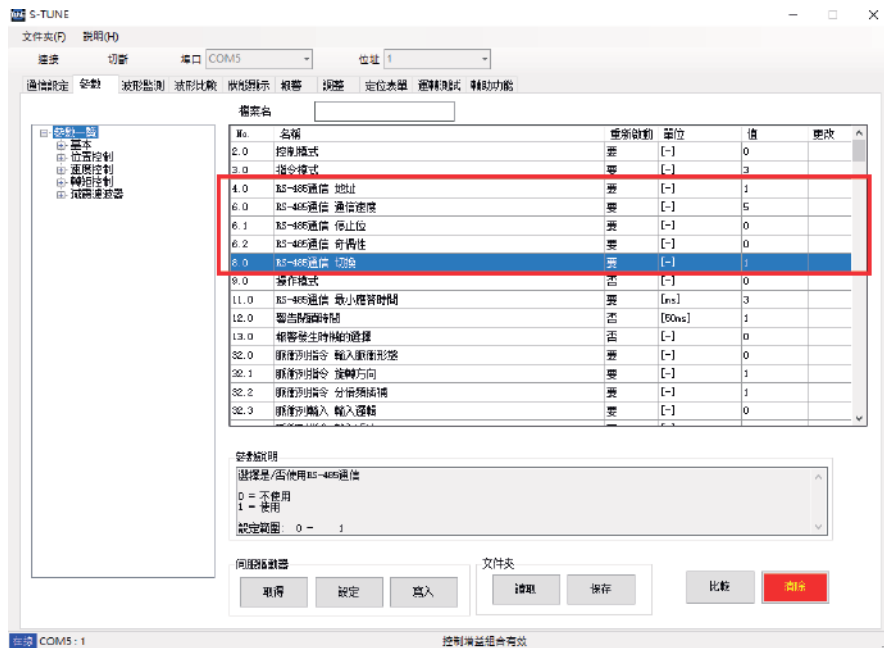 S-TUNE
文件夾(F) 說明(H)
連接 切斷 埠口 COM5 位址 1
通信設定 參數 波形監測 波形比較 狀態顯示 報警 調整 定位表單 運轉測試 輔助功能
檔案名
參數一覽
基本
位置控制
速度控制
轉矩控制
減震濾波器
No. 名稱 重新啟動 單位 值 更改
2.0 控制模式 要 [-] 0
3.0 指令模式 要 [-] 3
4.0 RS-485通信 地址 要 [-] 1
6.0 RS-485通信 通信速度 要 [-] 5
6.1 RS-485通信 停止位 要 [-] 0
6.2 RS-485通信 奇偶性 要 [-] 0
8.0 RS-485通信 切換 要 [-] 1
9.0 操作模式 否 [-] 0
11.0 RS-485通信 最小應答時間 要 [ms] 3
12.0 警告閉鎖時間 否 [50ms] 1
13.0 報警發生時候的選擇 否 [-] 0
32.0 脈衝列指令 輸入脈衝形態 要 [-] 0
32.1 脈衝列指令 旋轉方向 要 [-] 1
32.2 脈衝列指令 分倍頻插補 要 [-] 1
32.3 脈衝列輸入 輸入邏輯 要 [-] 0
參數說明
選擇是/否使用RS-485通信
0 = 不使用
1 = 使用
設定範圍: 0 - 1
伺服驅動器 文件夾
取得 設定 寫入 讀取 保存 比較 清除
在線 COM5 : 1 控制增益組合有效